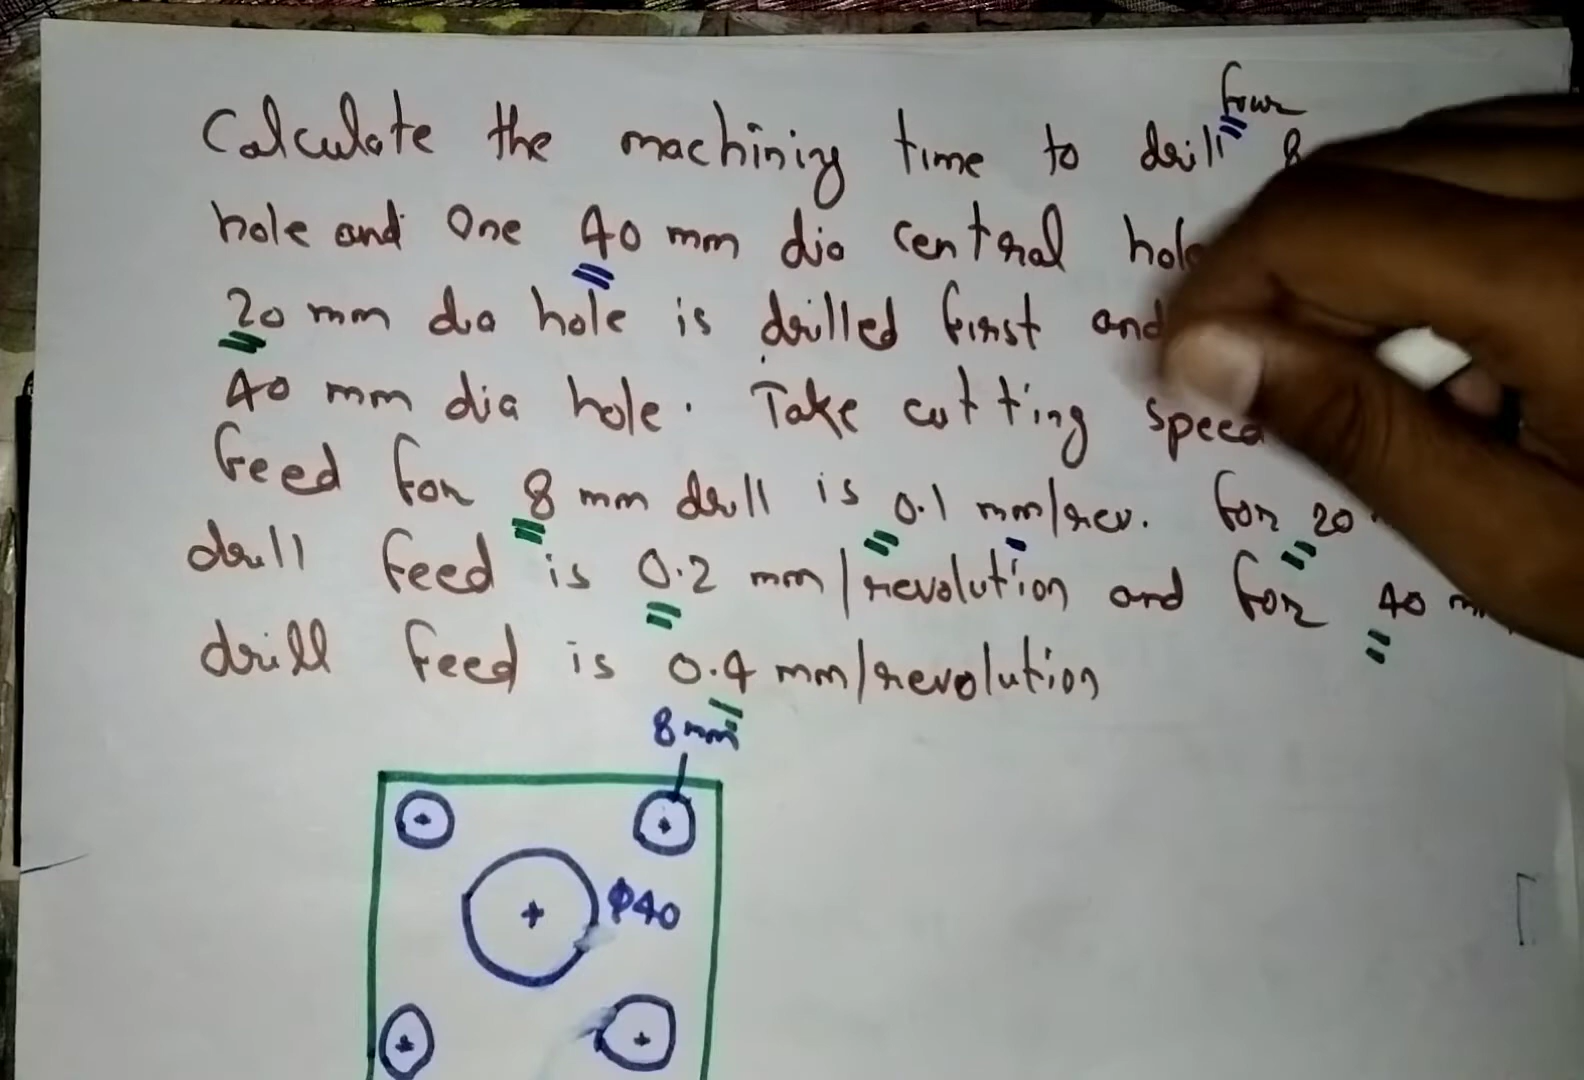 four
Calculate the machining time to drill 8
hole and one 40 mm dia central hole
20 mm dia hole is drilled first and
40 mm dia hole. Take cutting speed
feed for 8 mm drill is 0.1 mm/rev. for 20
drill feed is 0.2 mm/revolution and for 40 mm
drill feed is 0.4 mm/revolution
8 mm
φ40